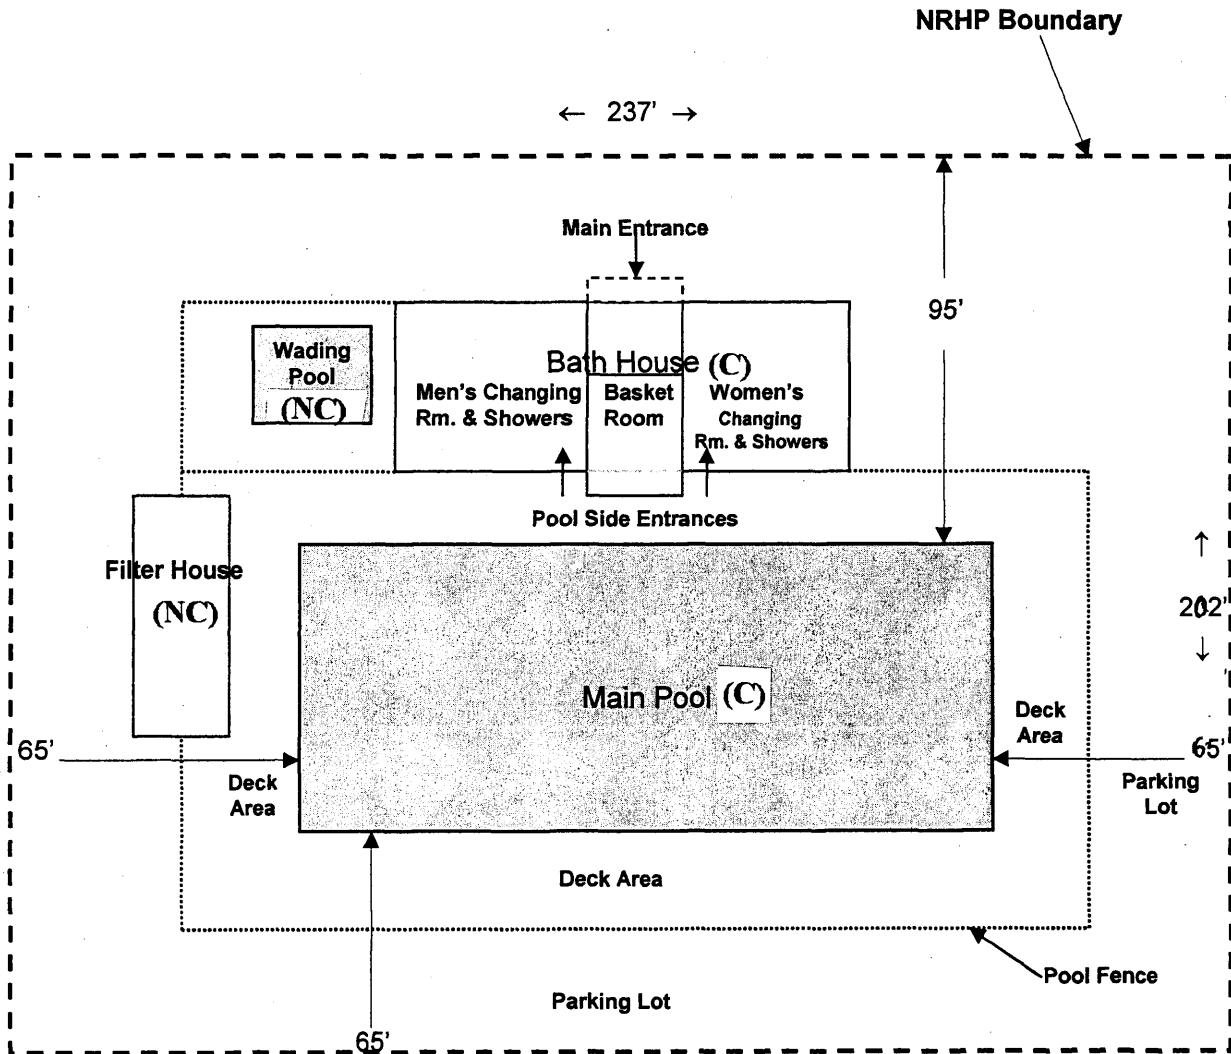 NRHP Boundary
← 237' →
Main Entrance
95'
Wading
Pool
(NC)
Bath House (C)
Men's Changing
Rm. & Showers
Basket
Room
Women's
Changing
Rm. & Showers
Pool Side Entrances
Filter House
(NC)
↑
202'
↓
Main Pool (C)
Deck
Area
65'
65'
Deck
Area
Parking
Lot
Deck Area
Pool Fence
Parking Lot
65'